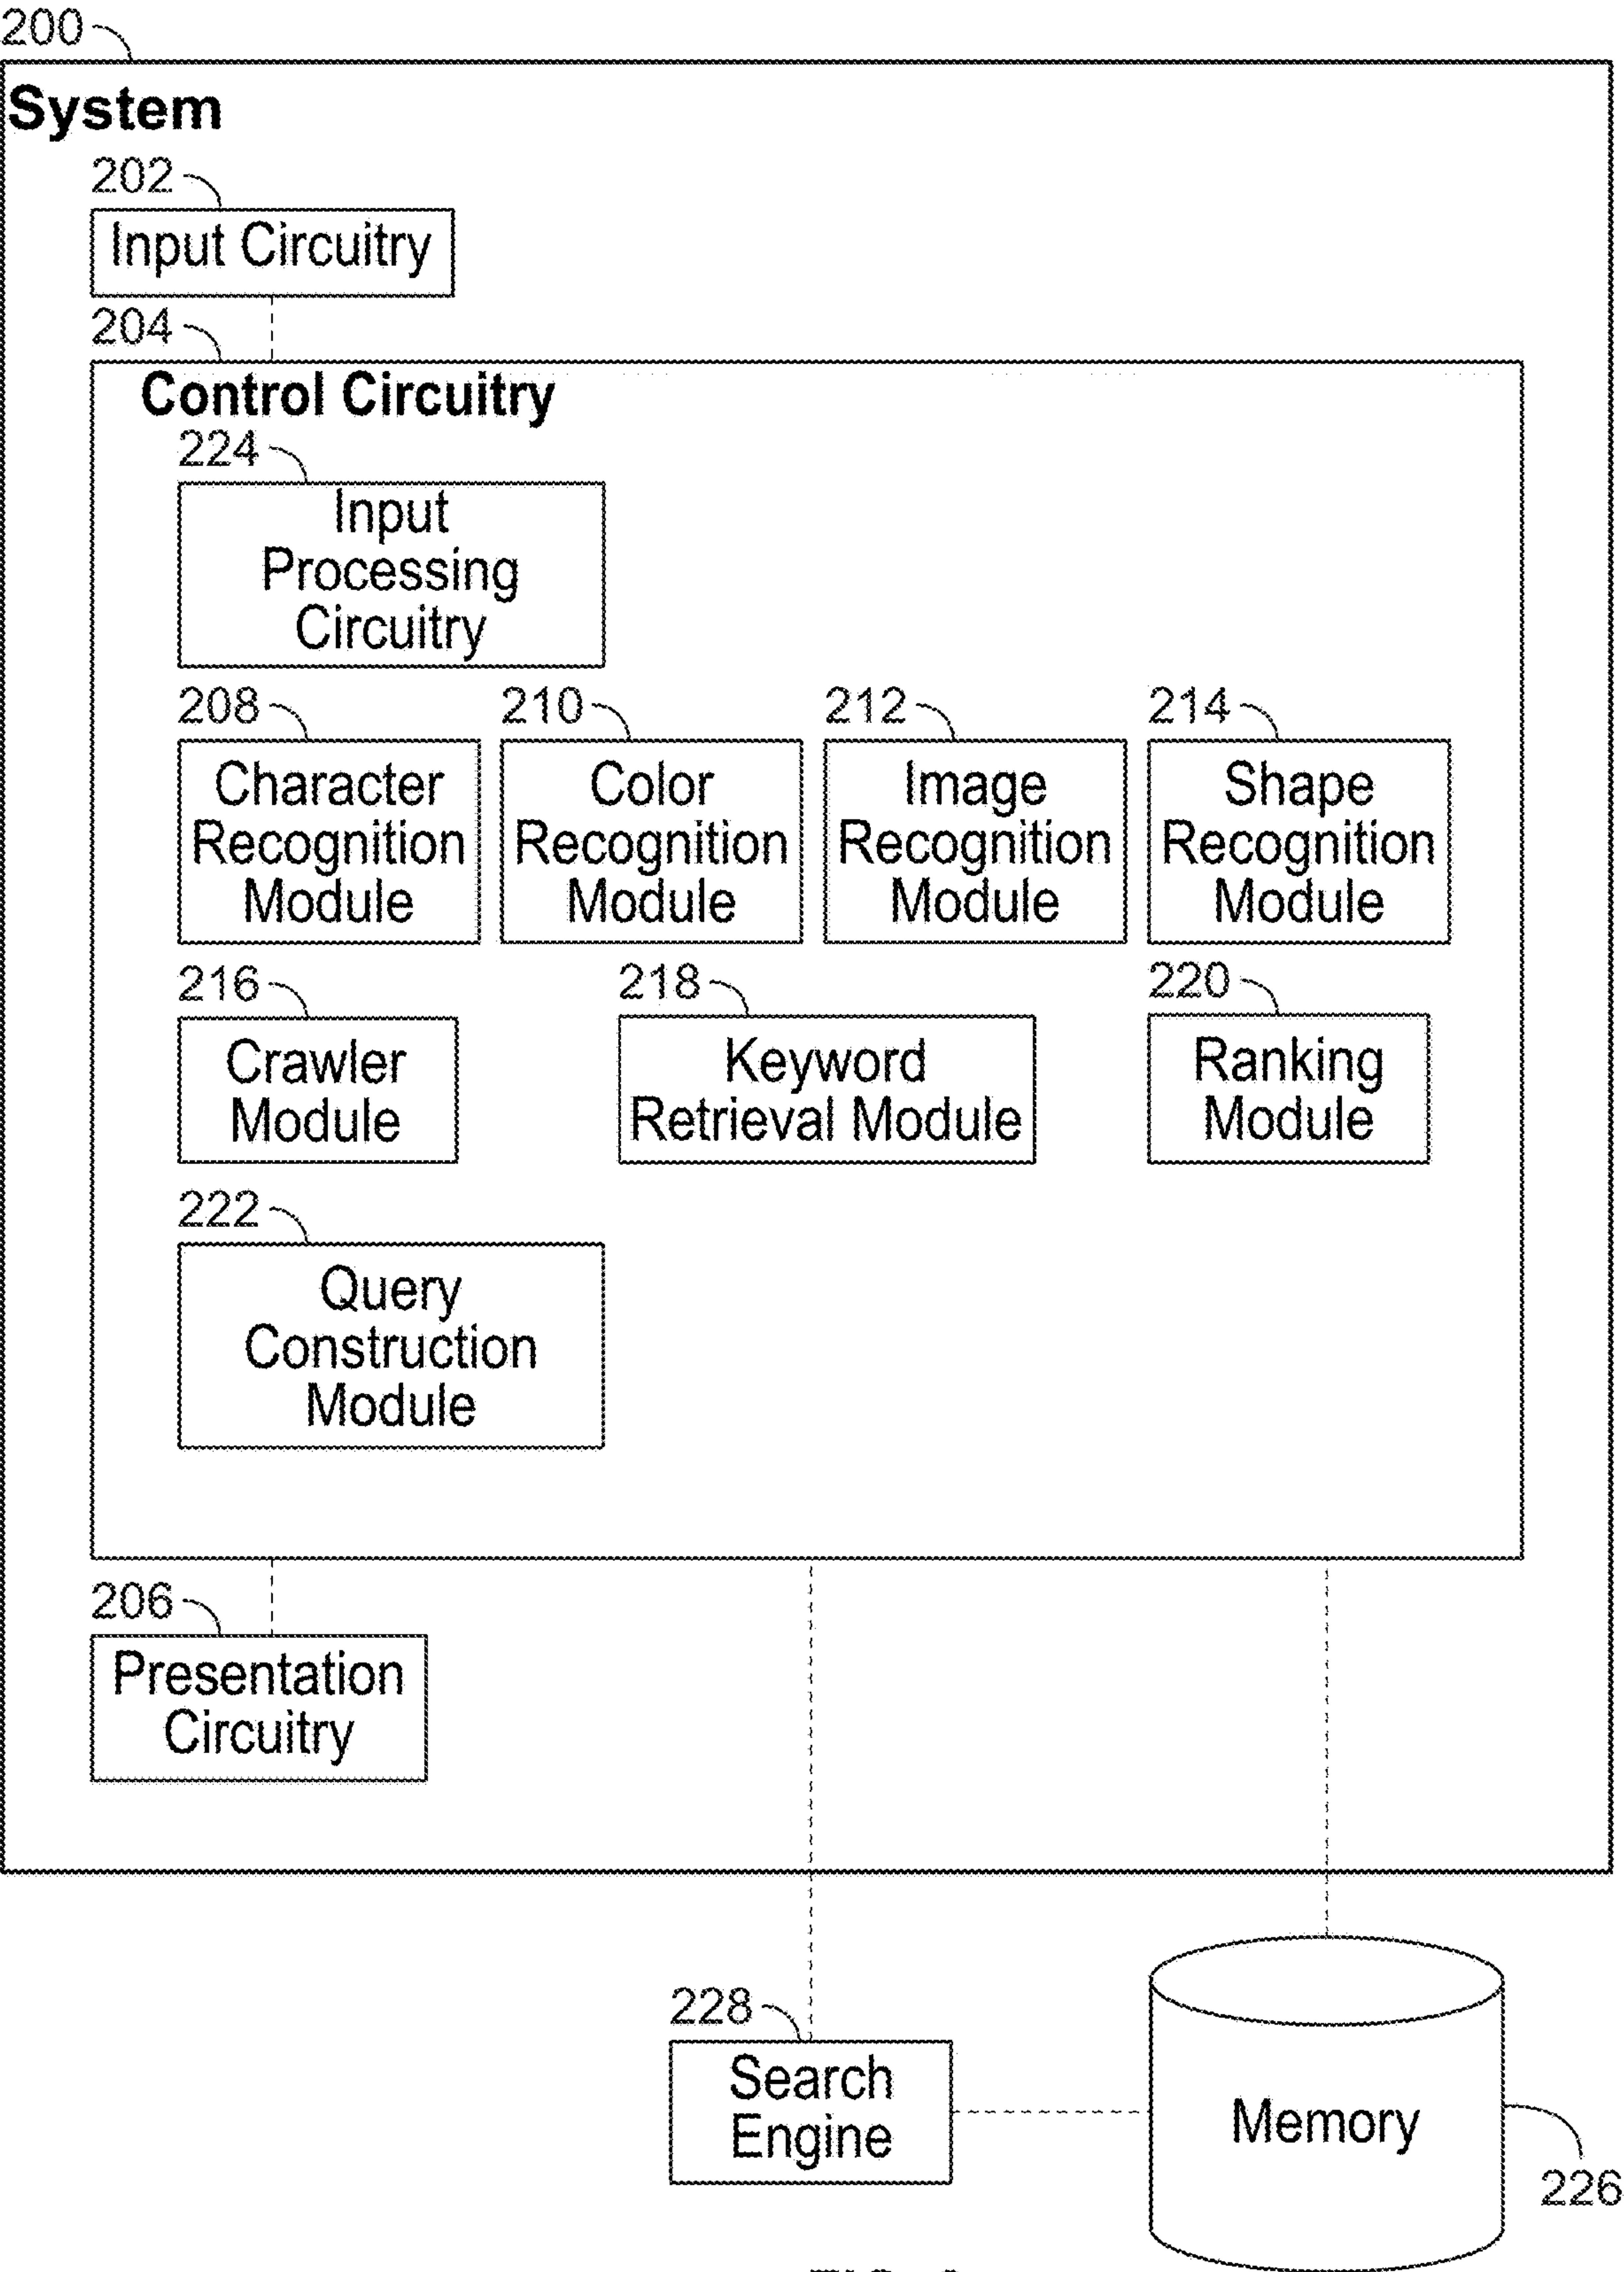 200
System
202
Input Circuitry
204
Control Circuitry
224
Input
Processing
Circuitry
208
Character
Recognition
Module
210
Color
Recognition
Module
212
Image
Recognition
Module
214
Shape
Recognition
Module
216
Crawler
Module
218
Keyword
Retrieval Module
220
Ranking
Module
222
Query
Construction
Module
206
Presentation
Circuitry
228
Search
Engine
Memory
226